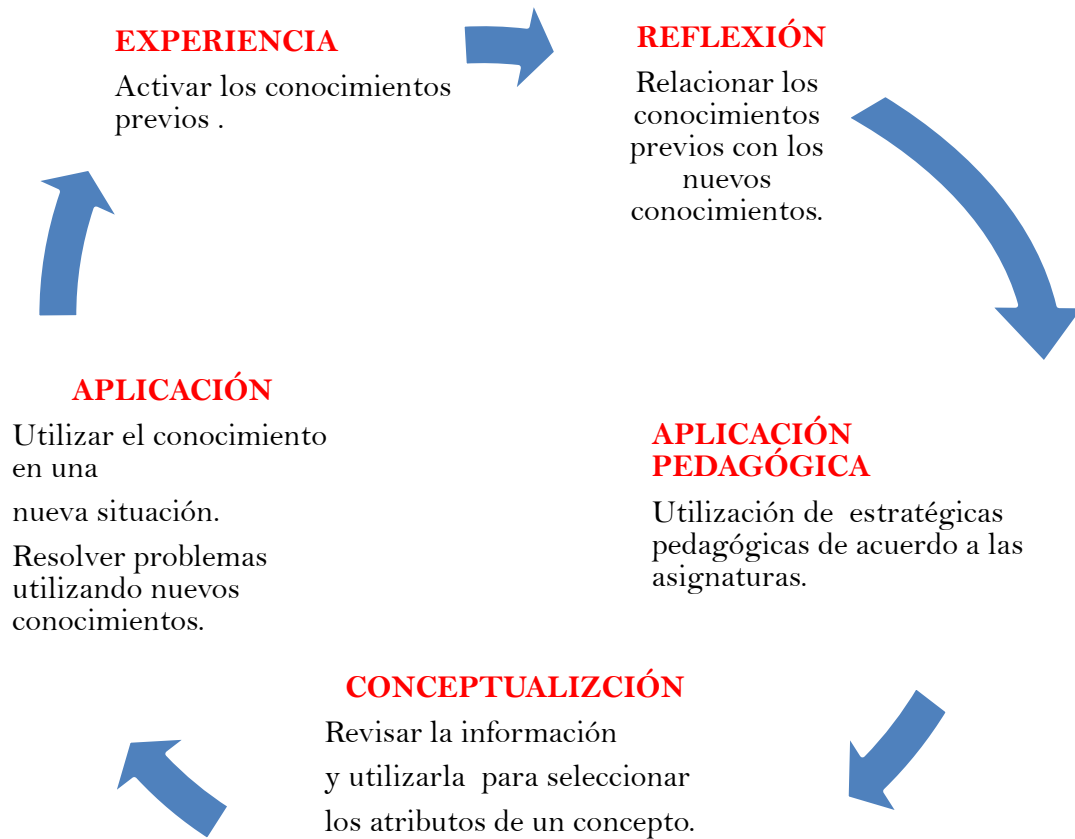 EXPERIENCIA
Activar los conocimientos
previos .
REFLEXIÓN
Relacionar los
conocimientos
previos con los
nuevos
conocimientos.
APLICACIÓN
PEDAGÓGICA
Utilización de estratégicas
pedagógicas de acuerdo a las
asignaturas.
CONCEPTUALIZCIÓN
Revisar la información
y utilizarla para seleccionar
los atributos de un concepto.
APLICACIÓN
Utilizar el conocimiento
en una
nueva situación.
Resolver problemas
utilizando nuevos
conocimientos.